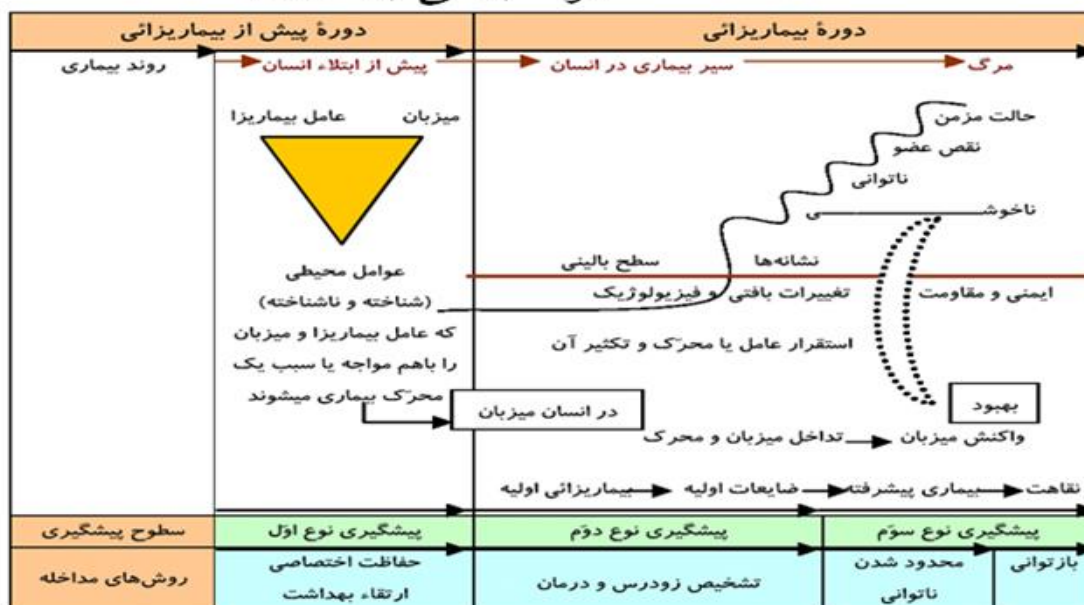 دورهٔ پیش از بیماریزائی
دورهٔ بیماریزائی
روند بیماری
پیش از ابتلاء انسان
سیر بیماری در انسان
مرگ
عامل بیماریزا
میزبان
حالت مزمن
نقص عضو
ناتوانی
ناخوشـــــــی
عوامل محیطی
(شناخته و ناشناخته)
که عامل بیماریزا و میزبان
را باهم مواجه یا سبب یک
محرّک بیماری میشوند
سطح بالینی
نشانه‌ها
تغییرات بافتی و فیزیولوژیک
ایمنی و مقاومت
استقرار عامل یا محرّک و تکثیر آن
در انسان میزبان
بهبود
تداخل میزبان و محرک
واکنش میزبان
بیماریزائی اولیه
ضایعات اولیه
بیماری پیشرفته
نقاهت
سطوح پیشگیری
پیشگیری نوع اوّل
پیشگیری نوع دوّم
پیشگیری نوع سوّم
روش‌های مداخله
حفاظت اختصاصی
ارتقاء بهداشت
تشخیص زودرس و درمان
محدود شدن
ناتوانی
بازتوانی